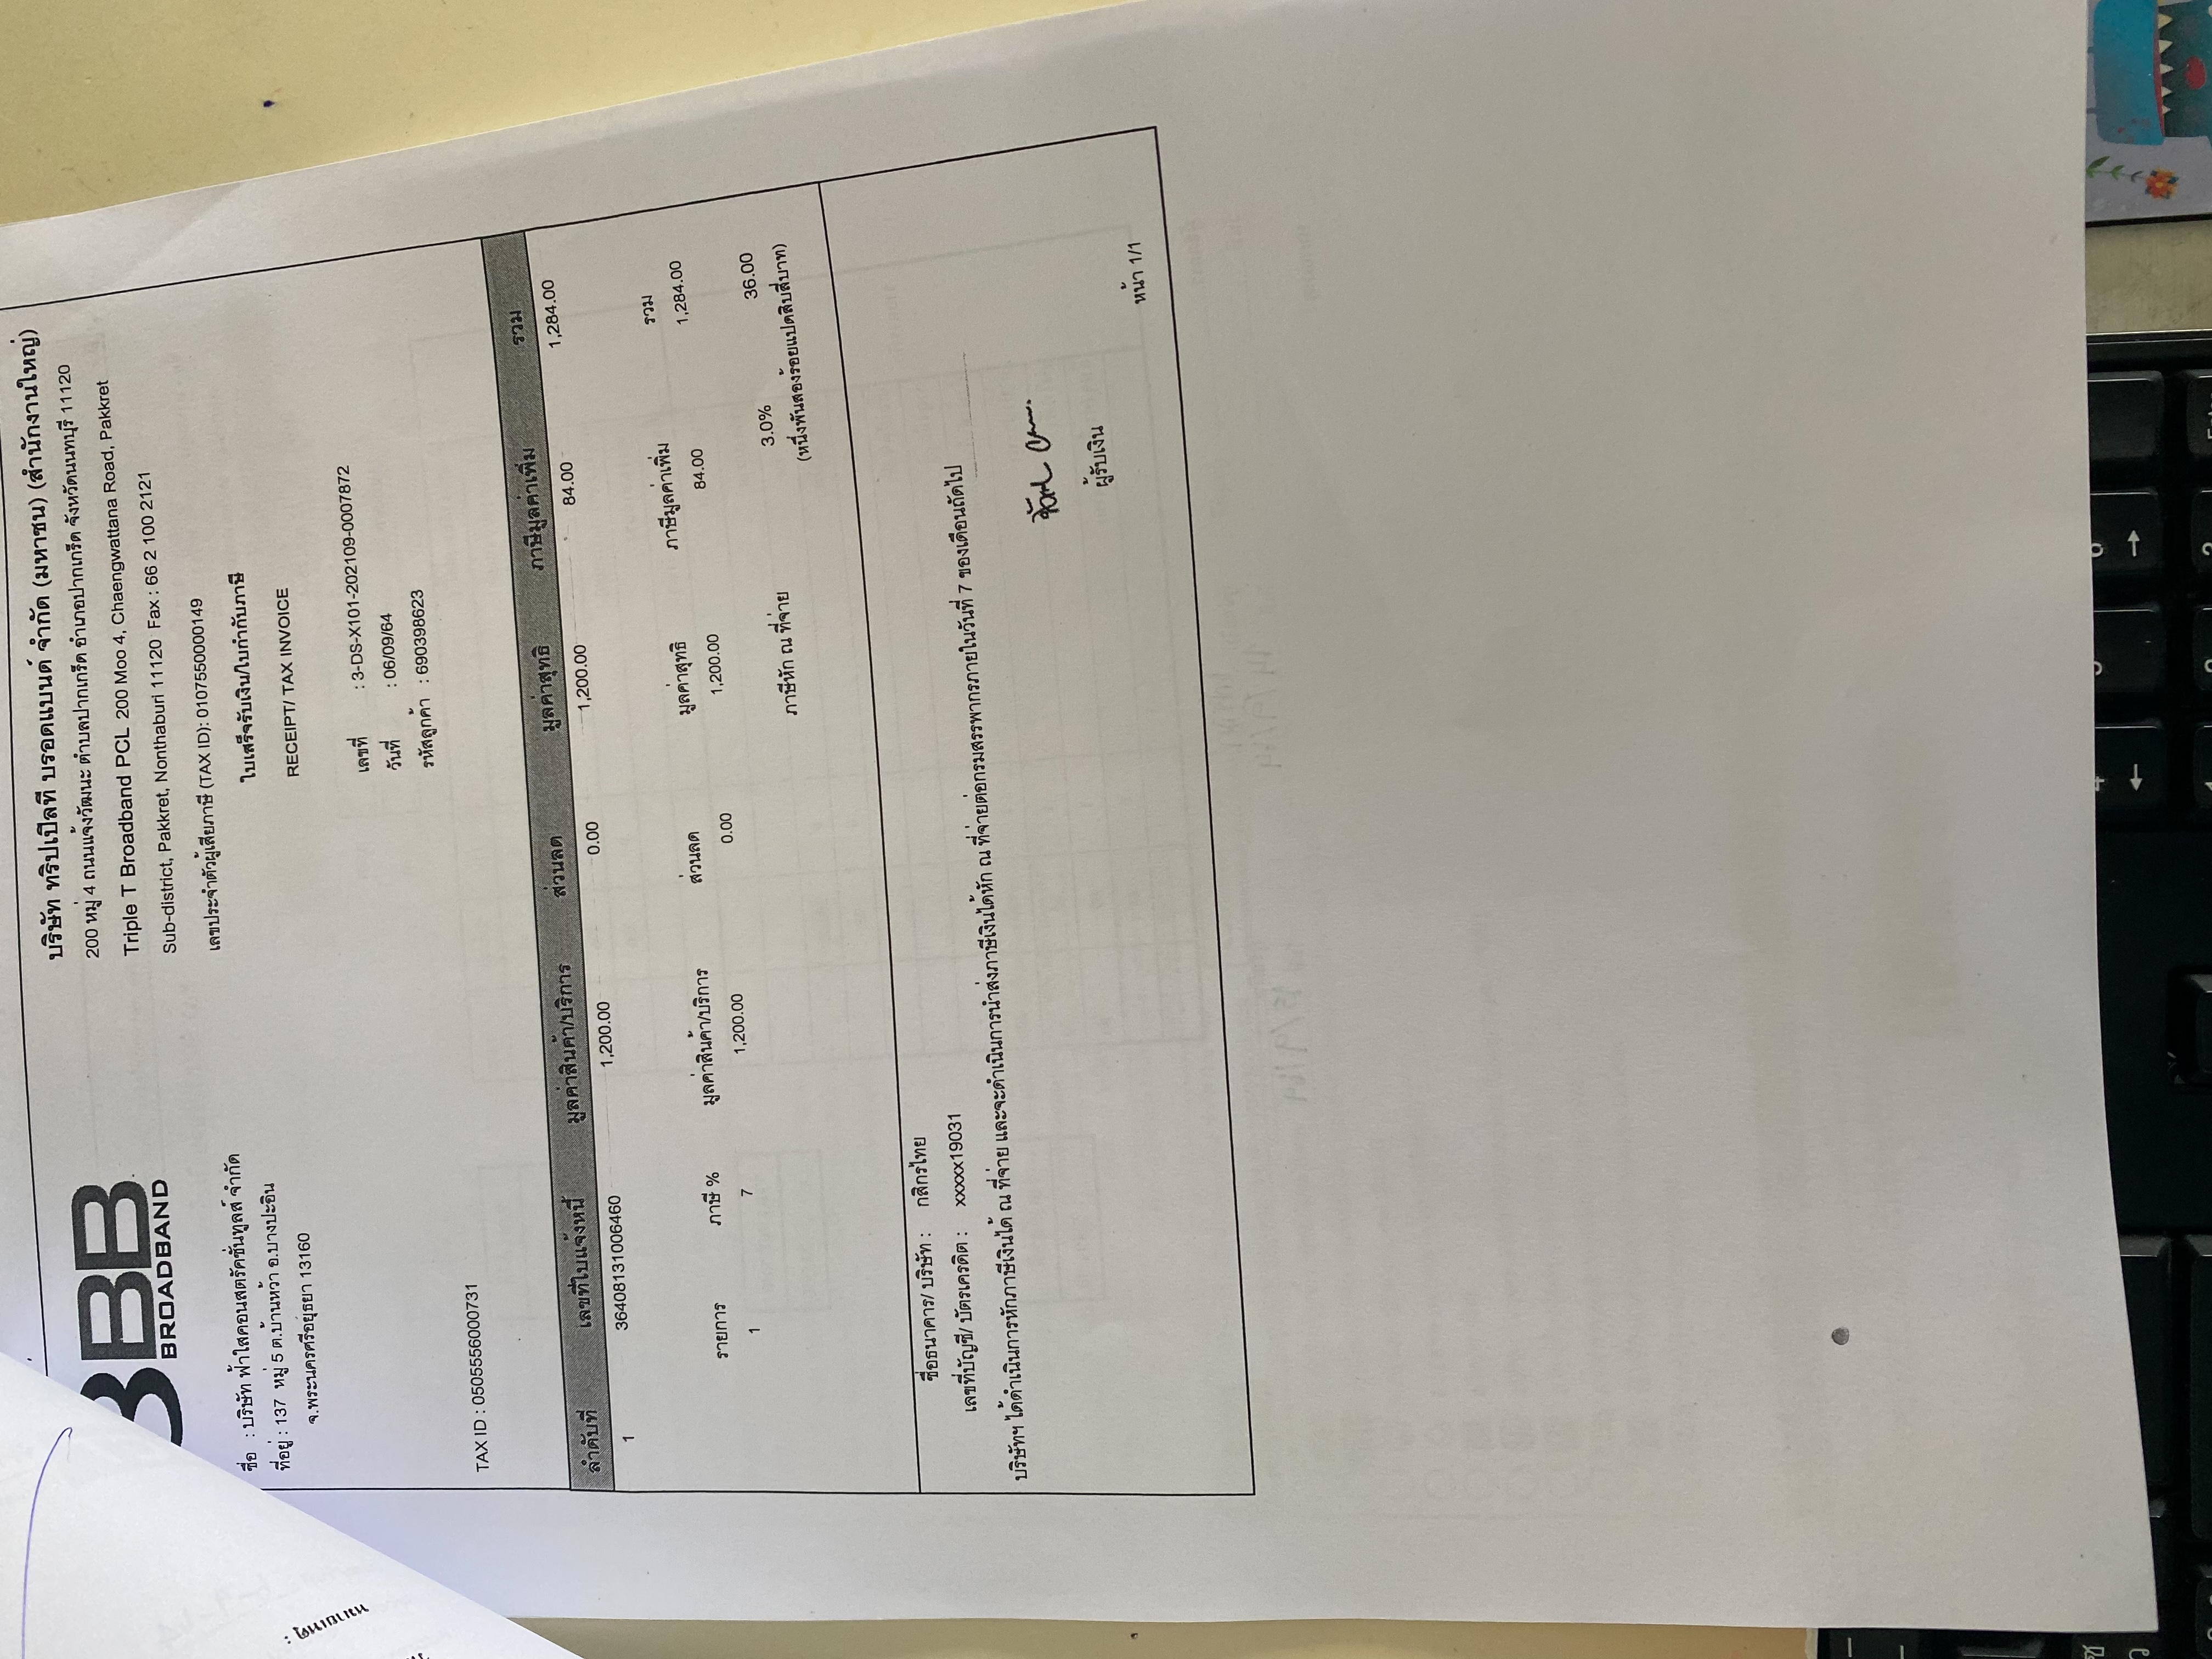 3BB
BROADBAND
บริษัท ทริปเปิลที บรอดแบนด์ จำกัด (มหาชน) (สำนักงานใหญ่)
200 หมู่ 4 ถนนแจ้งวัฒนะ ตำบลปากเกร็ด อำเภอปากเกร็ด จังหวัดนนทบุรี 11120
Triple T Broadband PCL 200 Moo 4, Chaengwattana Road, Pakkret
Sub-district, Pakkret, Nonthaburi 11120 Fax : 66 2 100 2121
เลขประจำตัวผู้เสียภาษี (TAX ID): 0107550000149
ใบเสร็จรับเงิน/ใบกำกับภาษี
RECEIPT/ TAX INVOICE
ชื่อ : บริษัท ฟ้าใสคอนสตรัคชั่นทูลส์ จำกัด
ที่อยู่ : 137 หมู่ 5 ต.บ้านหว้า อ.บางปะอิน
จ.พระนครศรีอยุธยา 13160
เลขที่ : 3-DS-X101-202109-0007872
วันที่ : 06/09/64
รหัสลูกค้า : 690398623
TAX ID : 0505556000731
ลำดับที่ เลขที่ใบแจ้งหนี้ มูลค่าสินค้า/บริการ ส่วนลด มูลค่าสุทธิ ภาษีมูลค่าเพิ่ม รวม
1 36408131006460 1,200.00 0.00 1,200.00 84.00 1,284.00
รายการ ภาษี % มูลค่าสินค้า/บริการ ส่วนลด มูลค่าสุทธิ ภาษีมูลค่าเพิ่ม รวม
1 7 1,200.00 0.00 1,200.00 84.00 1,284.00
ภาษีหัก ณ ที่จ่าย 3.0% 36.00
(หนึ่งพันสองร้อยแปดสิบสี่บาท)
ชื่อธนาคาร/ บริษัท : กสิกรไทย
เลขที่บัญชี/ บัตรเครดิต : xxxxx19031
บริษัทฯ ได้ดำเนินการหักภาษีเงินได้ ณ ที่จ่าย และจะดำเนินการนำส่งภาษีเงินได้หัก ณ ที่จ่ายต่อกรมสรรพากรภายในวันที่ 7 ของเดือนถัดไป
ผู้รับเงิน
หน้า 1/1
หมายเหตุ :